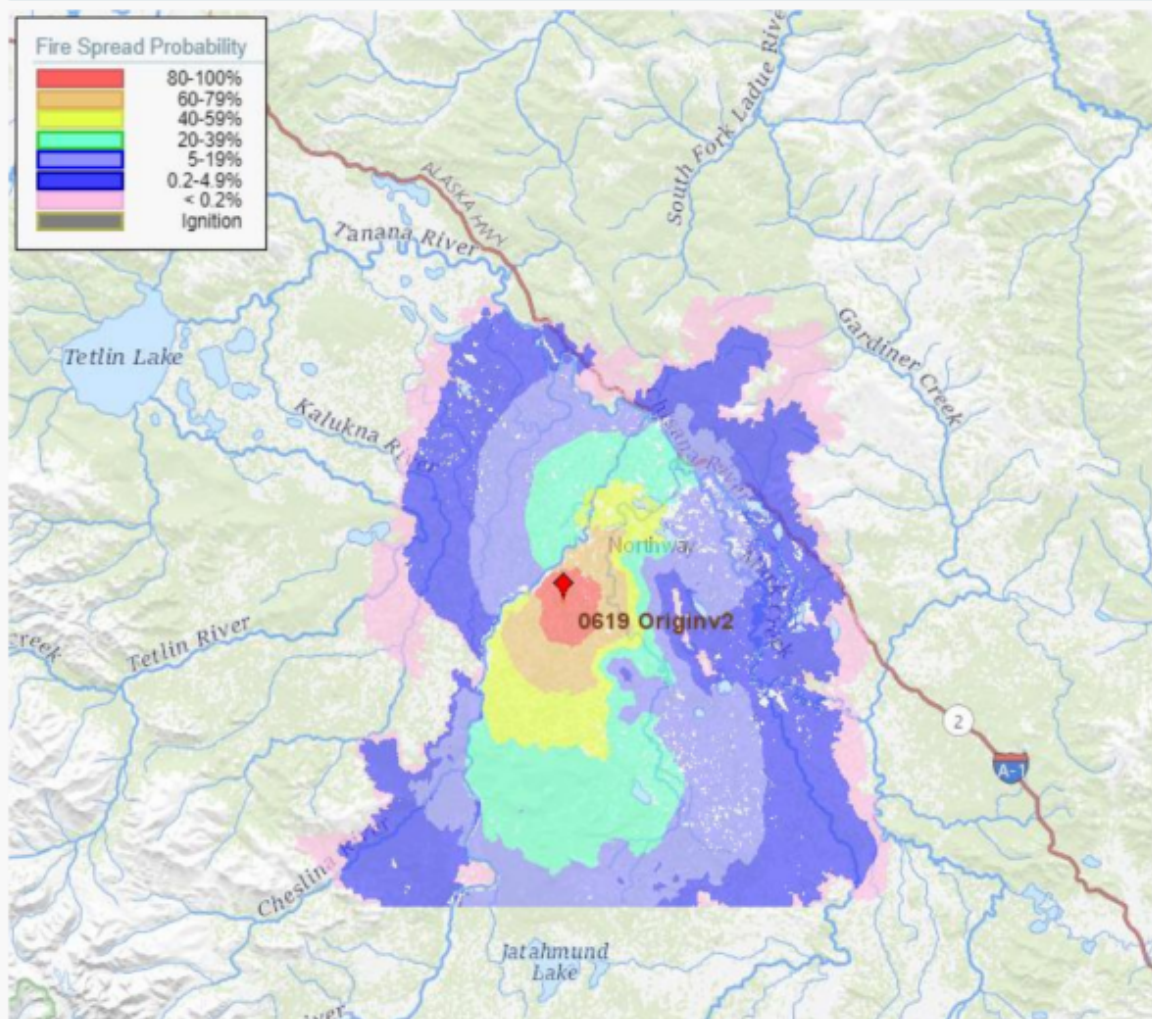 Fire Spread Probability
80-100%
60-79%
40-59%
20-39%
5-19%
0.2-4.9%
< 0.2%
Ignition
South Fork Ladue River
ALASKA HWY
Tanana River
Tetlin Lake
Gardiner Creek
Kalukna River
Northway
0619 Originv2
creek
Tetlin River
2
A-1
Cheslina River
Jatahmund
Lake
River